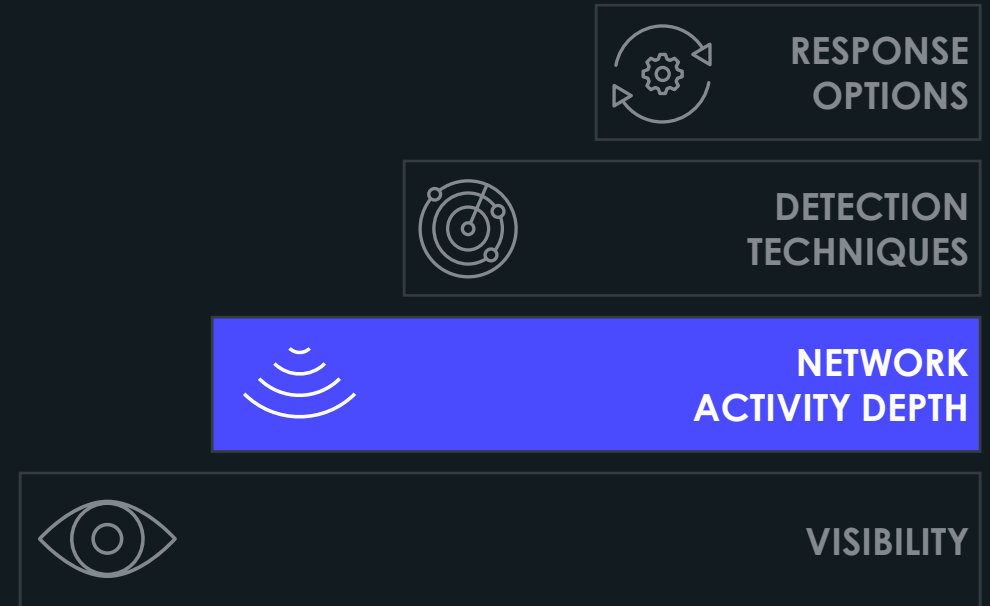 RESPONSE
OPTIONS
DETECTION
TECHNIQUES
NETWORK
ACTIVITY DEPTH
VISIBILITY